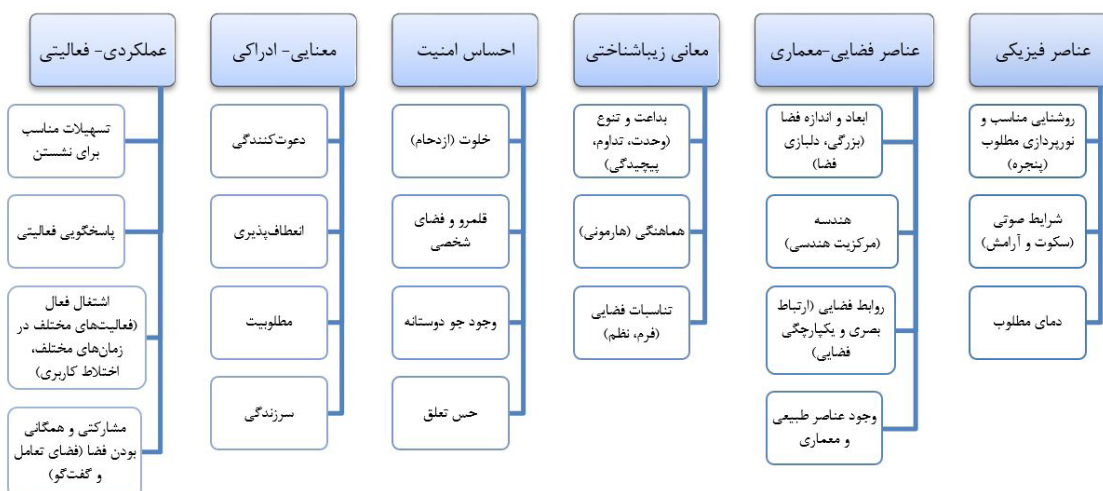 عناصر فیزیکی
روشنایی مناسب و
نورپردازی مطلوب
(پنجره)
شرایط صوتی
(سکوت و آرامش)
دمای مطلوب
عناصر فضایی-معماری
ابعاد و اندازه فضا
(بزرگی، دلبازی
فضا)
هندسه
(مرکزیت هندسی)
روابط فضایی (ارتباط
بصری و یکپارچگی
فضایی)
وجود عناصر طبیعی
و معماری
معانی زیباشناختی
بداعت و تنوع
(وحدت، تداوم،
پیچیدگی)
هماهنگی (هارمونی)
تناسبات فضایی
(فرم، نظم)
احساس امنیت
خلوت (ازدحام)
قلمرو و فضای
شخصی
وجود جو دوستانه
حس تعلق
معنایی- ادراکی
دعوت‌کنندگی
انعطاف‌پذیری
مطلوبیت
سرزندگی
عملکردی- فعالیتی
تسهیلات مناسب
برای نشستن
پاسخگویی فعالیتی
اشتغال فعال
(فعالیت‌های مختلف در
زمان‌های مختلف،
اختلاط کاربری)
مشارکتی و همگانی
بودن فضا (فضای تعامل
و گفت‌گو)